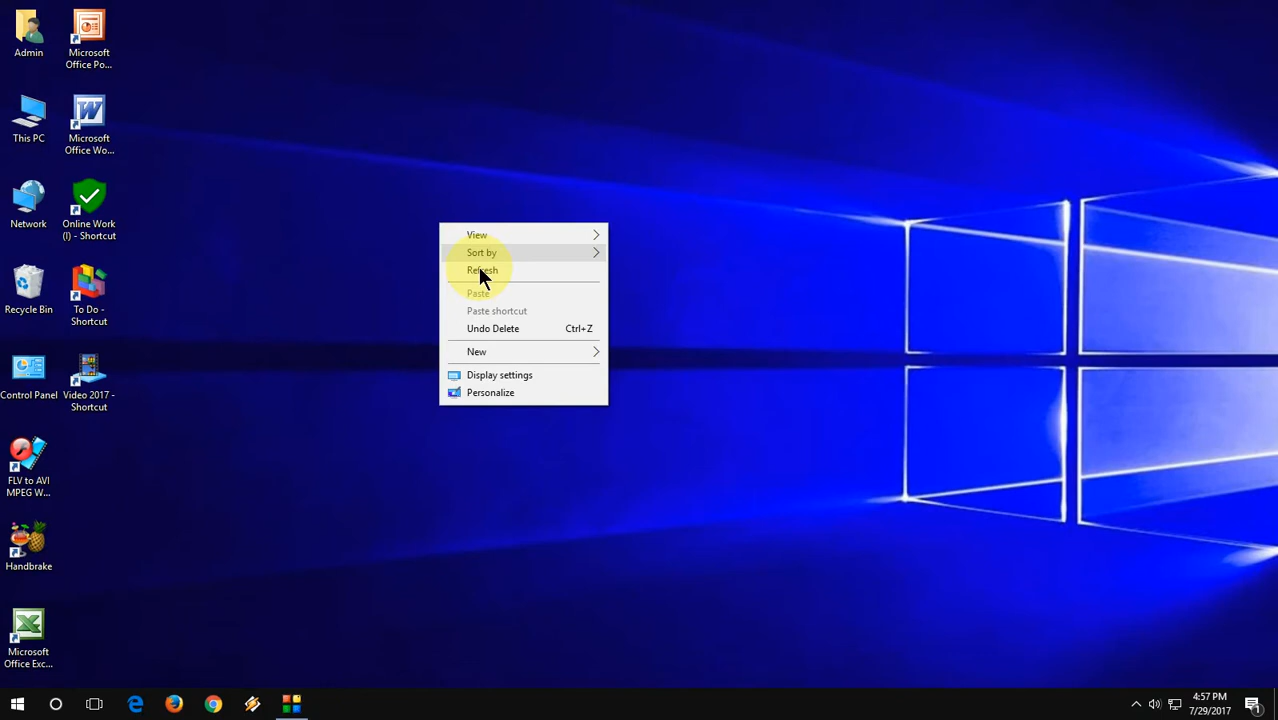 Admin
Microsoft
Office Po...
This PC
Microsoft
Office Wo...
Network
Online Work
(I) - Shortcut
Recycle Bin
To Do -
Shortcut
Control Panel
Video 2017 -
Shortcut
FLV to AVI
MPEG W...
Handbrake
Microsoft
Office Exc...
View
Sort by
Refresh
Paste
Paste shortcut
Undo Delete Ctrl+Z
New
Display settings
Personalize
4:57 PM
7/29/2017
1